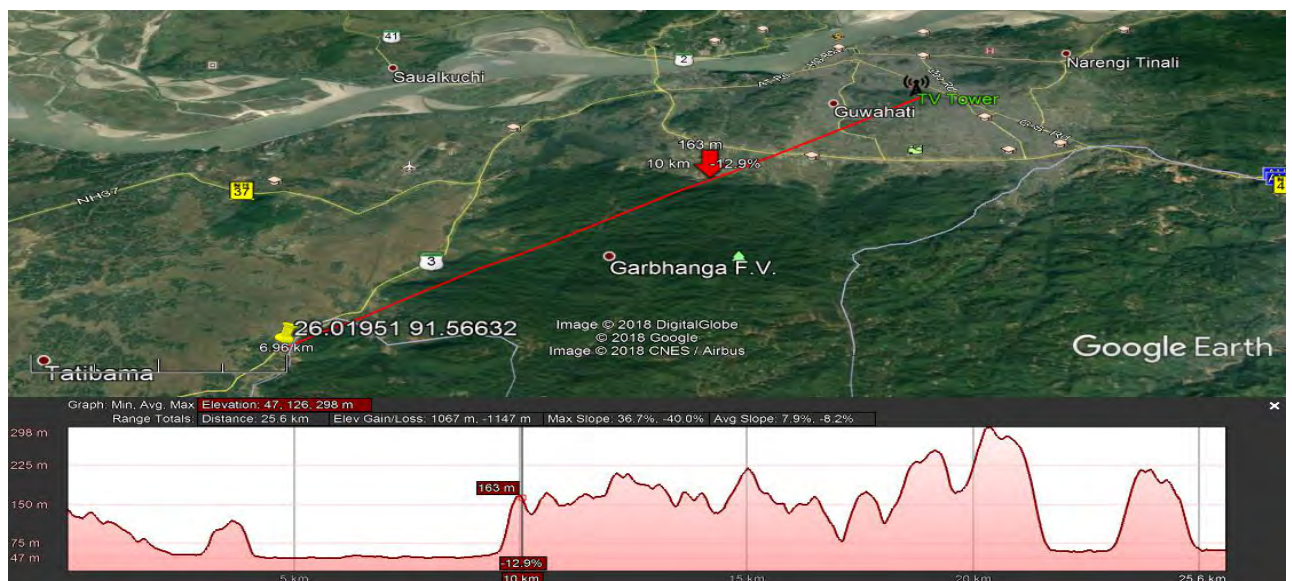 41
Saualkuchi
2
Narengi Tinali
TV Tower
Guwahati
163 m
10 km -12.9%
NH37
37
3
Garbhanga F.V.
26.01951 91.56632
6.96 km
Tatibama
Image © 2018 DigitalGlobe
© 2018 Google
Image © 2018 CNES / Airbus
Google Earth
Graph: Min, Avg, Max Elevation: 47, 126, 298 m
Range Totals: Distance: 25.6 km Elev Gain/Loss: 1067 m, -1147 m Max Slope: 36.7%, -40.0% Avg Slope: 7.9%, -8.2%
298 m
225 m
163 m
150 m
75 m
47 m
-12.9%
5 km
10 km
15 km
20 km
25.6 km